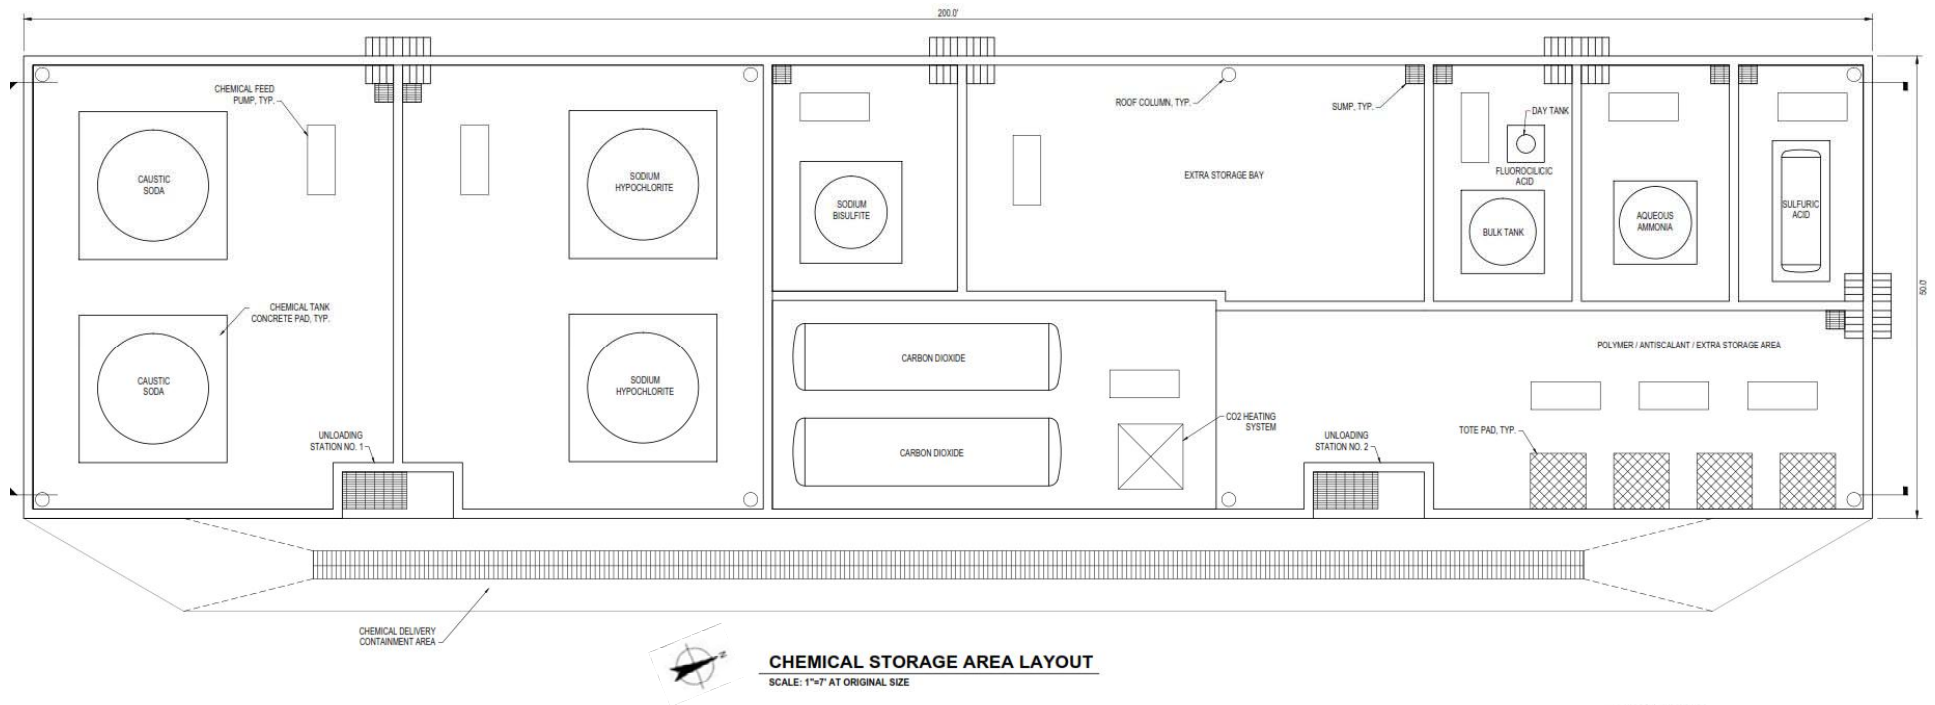 200.0'
CHEMICAL FEED
PUMP, TYP.
CAUSTIC
SODA
SODIUM
HYPOCHLORITE
SODIUM
BISULFITE
ROOF COLUMN, TYP.
SUMP, TYP.
EXTRA STORAGE BAY
DAY TANK
FLUOROCILICIC
ACID
BULK TANK
AQUEOUS
AMMONIA
SULFURIC
ACID
50.0'
CHEMICAL TANK
CONCRETE PAD, TYP.
CAUSTIC
SODA
SODIUM
HYPOCHLORITE
CARBON DIOXIDE
CARBON DIOXIDE
CO2 HEATING
SYSTEM
POLYMER / ANTISCALANT / EXTRA STORAGE AREA
UNLOADING
STATION NO. 1
UNLOADING
STATION NO. 2
TOTE PAD, TYP.
CHEMICAL DELIVERY
CONTAINMENT AREA
N
CHEMICAL STORAGE AREA LAYOUT
SCALE: 1"=7' AT ORIGINAL SIZE